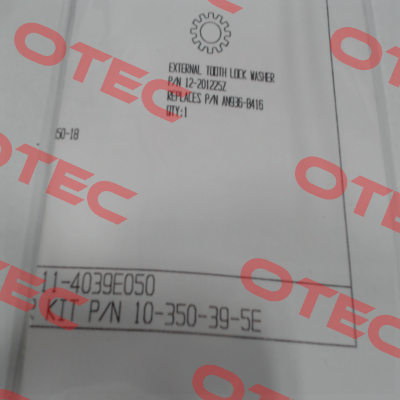 OTEC
EXTERNAL TOOTH LOCK WASHER
P/N 12-201225Z
REPLACES P/N AN936-B416
QTY:1
50-18
OTEC
OTEC
OTEC
11-4039E050
KIT P/N 10-350-39-5E
OTEC